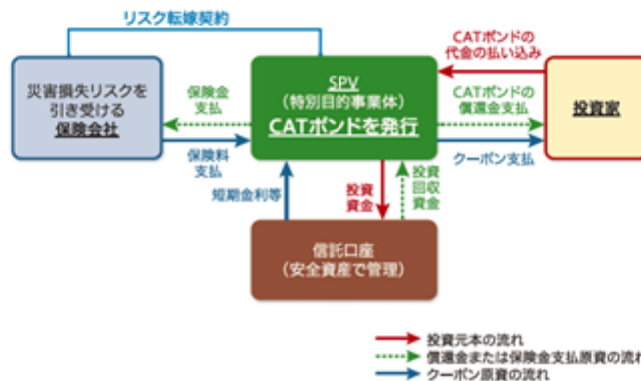 リスク転嫁契約
災害損失リスクを
引き受ける
保険会社
保険金
支払
保険料
支払
SPV
(特別目的事業体)
CATボンドを発行
CATボンドの
代金の払い込み
CATボンドの
償還金支払
クーポン支払
投資家
短期金利等
投資
資金
投資
回収
資金
信託口座
(安全資産で管理)
投資元本の流れ
償還金または保険金支払原資の流れ
クーポン原資の流れ